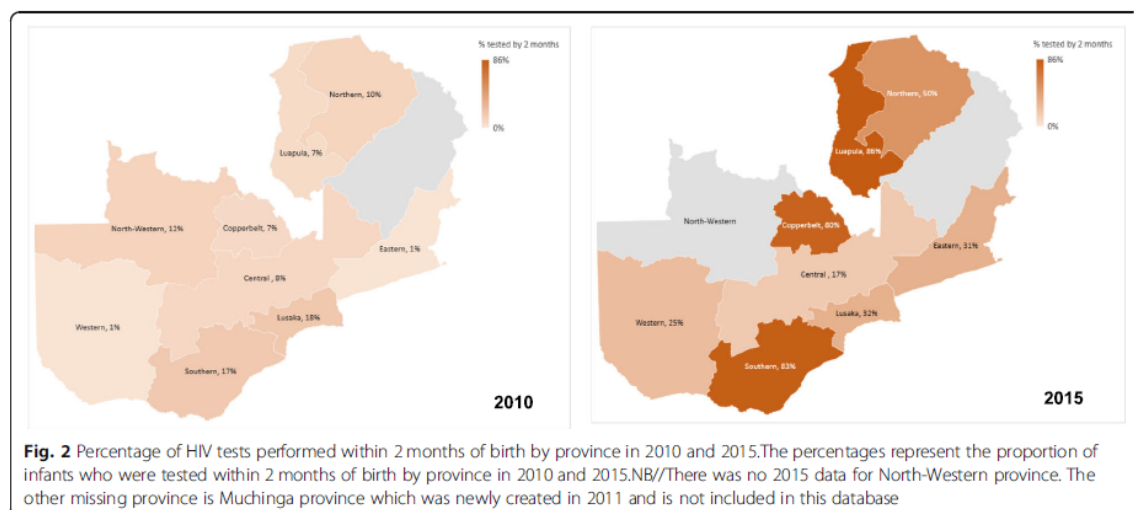 % tested by 2 months
86%
0%
Northern, 10%
Luapula, 7%
North-Western, 12%
Copperbelt, 7%
Eastern, 1%
Central , 8%
Western, 1%
Lusaka, 18%
Southern, 17%
2010
% tested by 2 months
86%
0%
Northern, 50%
Luapula, 86%
North-Western
Copperbelt, 80%
Eastern, 31%
Central , 17%
Western, 25%
Lusaka, 32%
Southern, 83%
2015
Fig. 2 Percentage of HIV tests performed within 2 months of birth by province in 2010 and 2015.The percentages represent the proportion of
infants who were tested within 2 months of birth by province in 2010 and 2015.NB//There was no 2015 data for North-Western province. The
other missing province is Muchinga province which was newly created in 2011 and is not included in this database